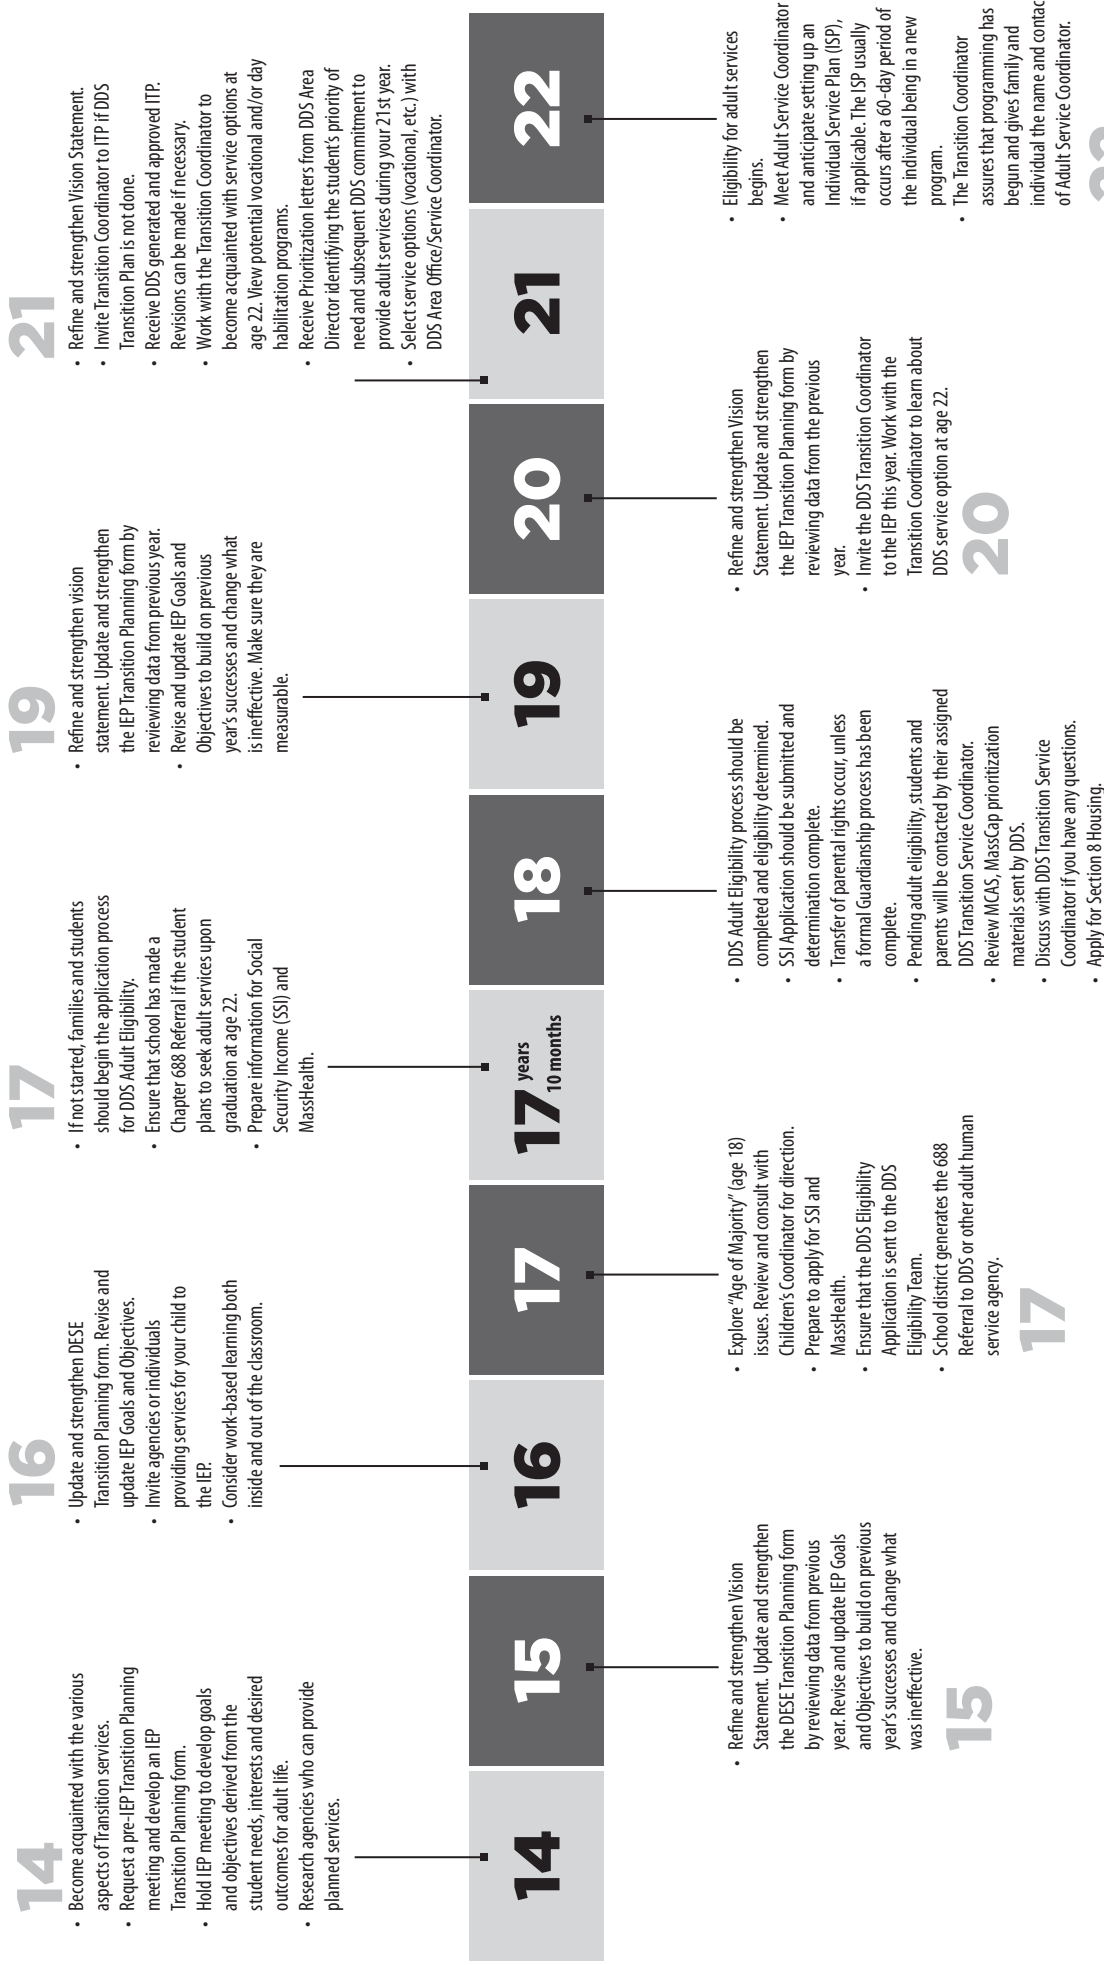 14
• Become acquainted with the various
aspects of Transition services.
• Request a pre-IEP Transition Planning
meeting and develop an IEP
Transition Planning form.
• Hold IEP meeting to develop goals
and objectives derived from the
student needs, interests and desired
outcomes for adult life.
• Research agencies who can provide
planned services.
16
• Update and strengthen DESE
Transition Planning form. Revise and
update IEP Goals and Objectives.
• Invite agencies or individuals
providing services for your child to
the IEP.
• Consider work-based learning both
inside and out of the classroom.
17
• If not started, families and students
should begin the application process
for DDS Adult Eligibility.
• Ensure that school has made a
Chapter 688 Referral if the student
plans to seek adult services upon
graduation at age 22.
• Prepare information for Social
Security Income (SSI) and
MassHealth.
19
• Refine and strengthen vision
statement. Update and strengthen
the IEP Transition Planning form by
reviewing data from previous year.
• Revise and update IEP Goals and
Objectives to build on previous
year's successes and change what
is ineffective. Make sure they are
measurable.
21
• Refine and strengthen Vision Statement.
• Invite Transition Coordinator to ITP if DDS
Transition Plan is not done.
• Receive DDS generated and approved ITP.
Revisions can be made if necessary.
• Work with the Transition Coordinator to
become acquainted with service options at
age 22. View potential vocational and/or day
habilitation programs.
• Receive Prioritization letters from DDS Area
Director identifying the student's priority of
need and subsequent DDS commitment to
provide adult services during your 21st year.
• Select service options (vocational, etc.) with
DDS Area Office/Service Coordinator.
14
15
16
17
17 years
10 months
18
19
20
21
22
• Refine and strengthen Vision
Statement. Update and strengthen
the DESE Transition Planning form
by reviewing data from previous
year. Revise and update IEP Goals
and Objectives to build on previous
year's successes and change what
was ineffective.
15
• Explore "Age of Majority" (age 18)
issues. Review and consult with
Children's Coordinator for direction.
• Prepare to apply for SSI and
MassHealth.
• Ensure that the DDS Eligibility
Application is sent to the DDS
Eligibility Team.
• School district generates the 688
Referral to DDS or other adult human
service agency.
17
• DDS Adult Eligibility process should be
completed and eligibility determined.
• SSI Application should be submitted and
determination complete.
• Transfer of parental rights occur, unless
a formal Guardianship process has been
complete.
• Pending adult eligibility, students and
parents will be contacted by their assigned
DDS Transition Service Coordinator.
• Review MCAS, MassCap prioritization
materials sent by DDS.
• Discuss with DDS Transition Service
Coordinator if you have any questions.
• Apply for Section 8 Housing.
• Refine and strengthen Vision
Statement. Update and strengthen
the IEP Transition Planning form by
reviewing data from the previous
year.
• Invite the DDS Transition Coordinator
to the IEP this year. Work with the
Transition Coordinator to learn about
DDS service option at age 22.
20
• Eligibility for adult services
begins.
• Meet Adult Service Coordinator
and anticipate setting up an
Individual Service Plan (ISP),
if applicable. The ISP usually
occurs after a 60-day period of
the individual being in a new
program.
• The Transition Coordinator
assures that programming has
begun and gives family and
individual the name and contac
of Adult Service Coordinator.